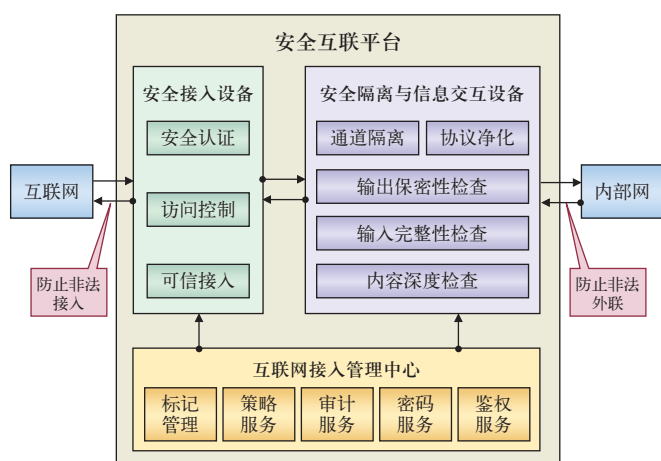 安全互联平台
安全接入设备
安全认证
访问控制
可信接入
安全隔离与信息交互设备
通道隔离
协议净化
输出保密性检查
输入完整性检查
内容深度检查
互联网
内部网
防止非法
接入
防止非法
外联
互联网接入管理中心
标记
管理
策略
服务
审计
服务
密码
服务
鉴权
服务